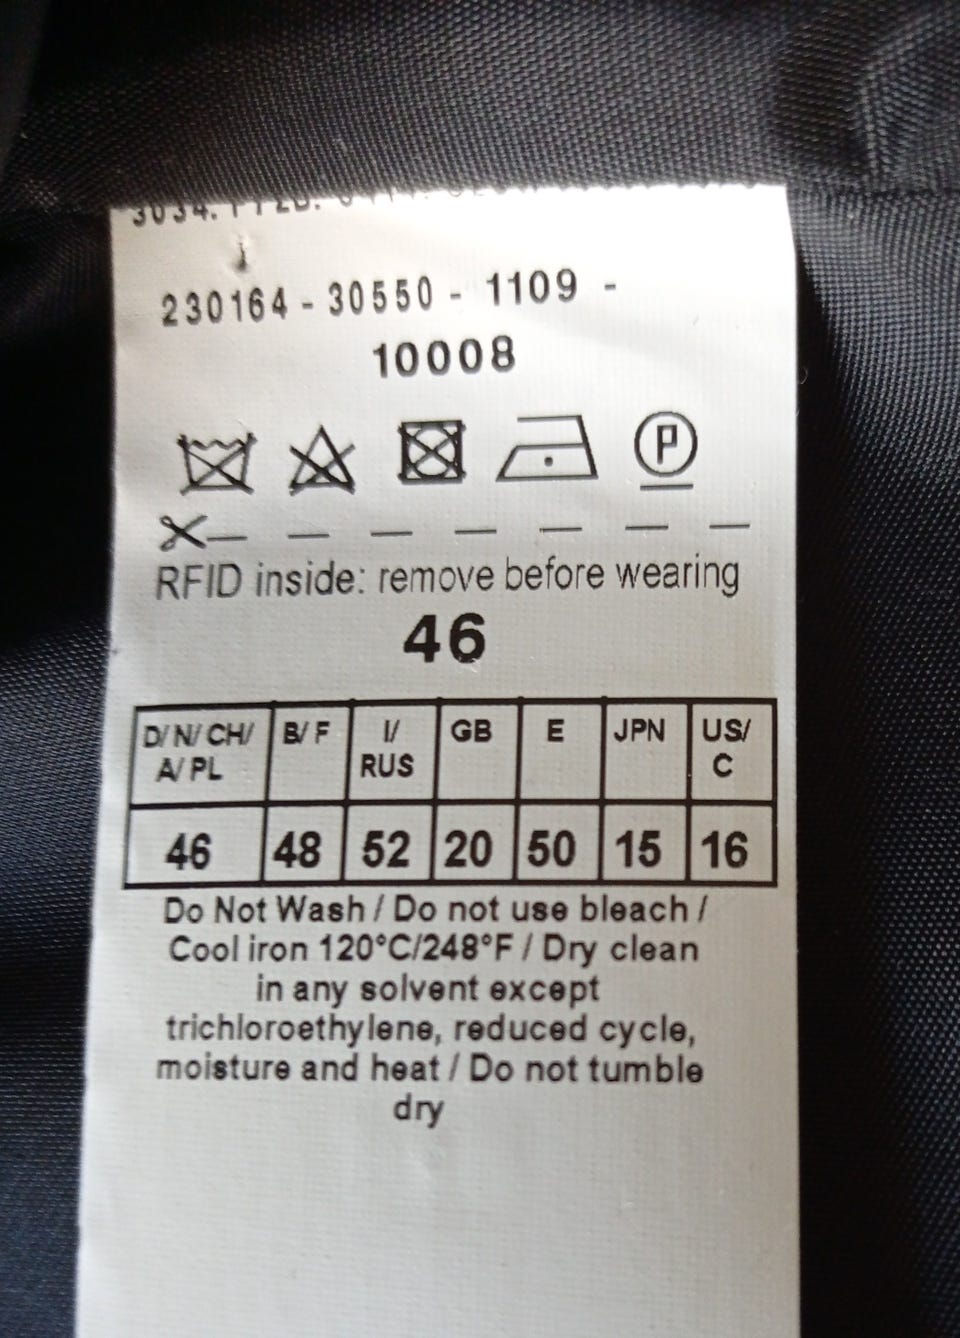 3034.
230164 - 30550 - 1109 -
10008
P
RFID inside: remove before wearing
46
D/ N/ CH/ A/ PL B/ F I/ RUS GB E JPN US/ C
46 48 52 20 50 15 16
Do Not Wash / Do not use bleach /
Cool iron 120°C/248°F / Dry clean
in any solvent except
trichloroethylene, reduced cycle,
moisture and heat / Do not tumble
dry